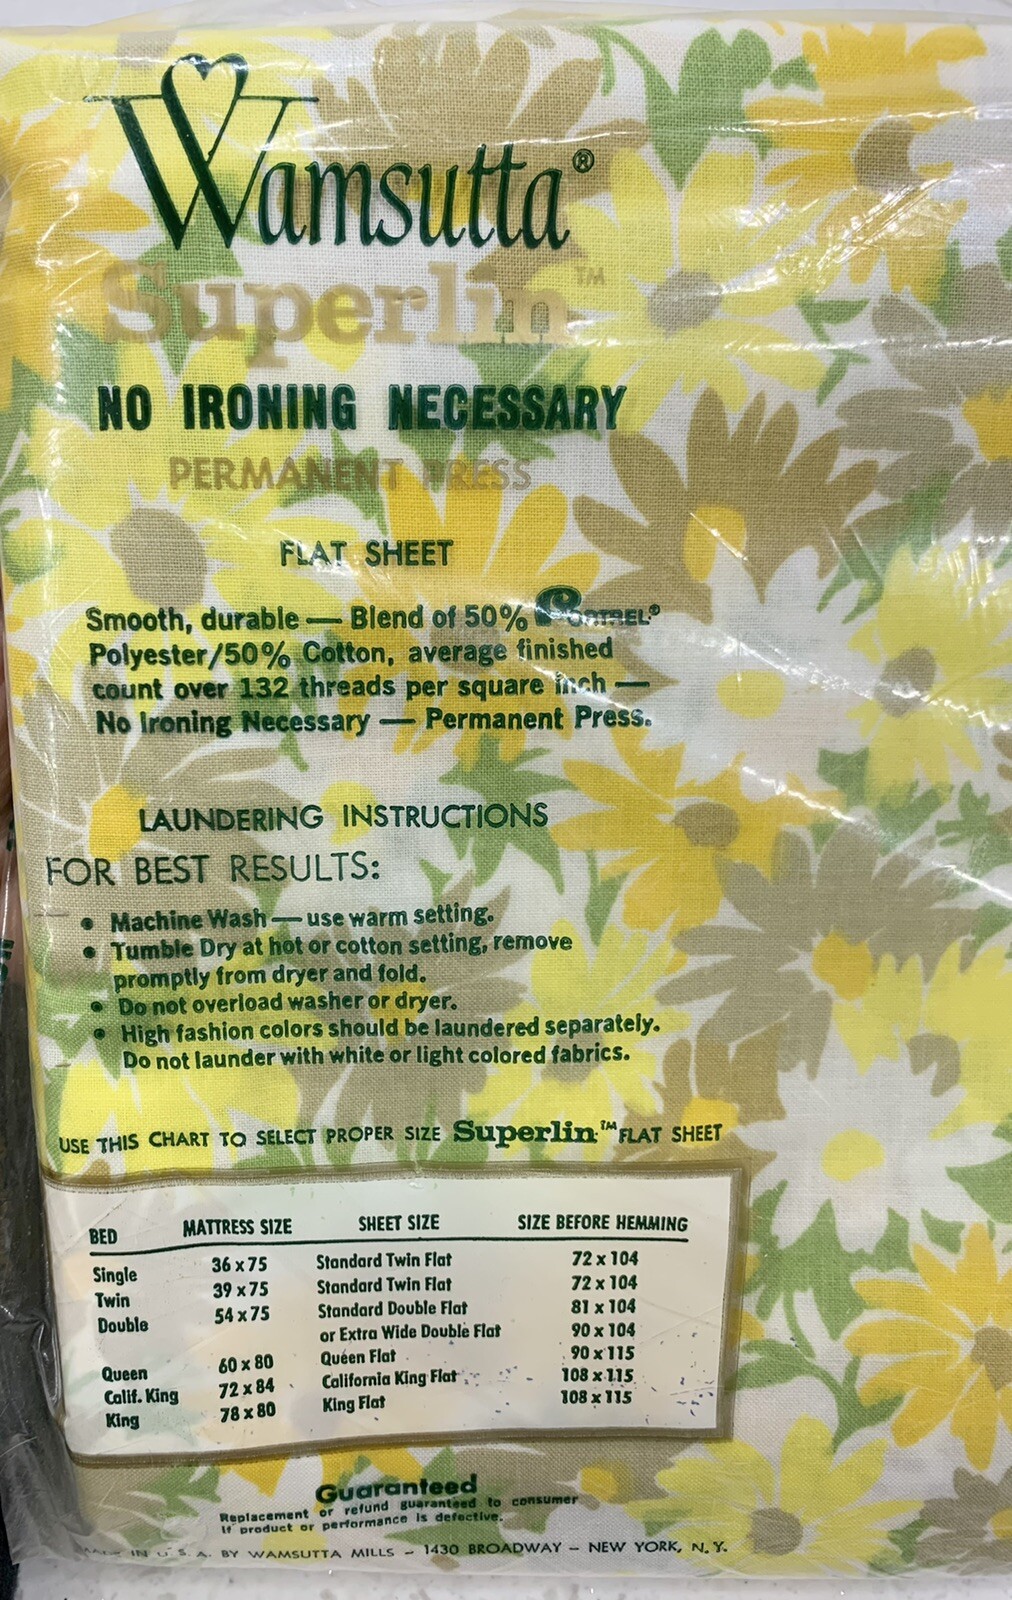 Wamsutta®
Superlin™
NO IRONING NECESSARY
PERMANENT PRESS
FLAT SHEET
Smooth, durable — Blend of 50% FORTREL®
Polyester/50% Cotton, average finished
count over 132 threads per square inch —
No Ironing Necessary — Permanent Press.
LAUNDERING INSTRUCTIONS
FOR BEST RESULTS:
• Machine Wash — use warm setting.
• Tumble Dry at hot or cotton setting, remove
promptly from dryer and fold.
• Do not overload washer or dryer.
• High fashion colors should be laundered separately.
Do not launder with white or light colored fabrics.
USE THIS CHART TO SELECT PROPER SIZE Superlin™ FLAT SHEET
BED MATTRESS SIZE SHEET SIZE SIZE BEFORE HEMMING
Single 36 x 75 Standard Twin Flat 72 x 104
Twin 39 x 75 Standard Twin Flat 72 x 104
Double 54 x 75 Standard Double Flat 81 x 104
or Extra Wide Double Flat 90 x 104
Queen 60 x 80 Queen Flat 90 x 115
Calif. King 72 x 84 California King Flat 108 x 115
King 78 x 80 King Flat 108 x 115
Guaranteed
Replacement or refund guaranteed to consumer
if product or performance is defective.
MADE IN U.S.A. BY WAMSUTTA MILLS – 1430 BROADWAY – NEW YORK, N.Y.